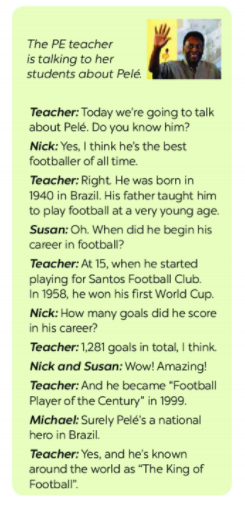 The PE teacher
is talking to her
students about Pelé.
Teacher: Today we're going to talk
about Pelé. Do you know him?
Nick: Yes, I think he's the best
footballer of all time.
Teacher: Right. He was born in
1940 in Brazil. His father taught him
to play football at a very young age.
Susan: Oh. When did he begin his
career in football?
Teacher: At 15, when he started
playing for Santos Football Club.
In 1958, he won his first World Cup.
Nick: How many goals did he score
in his career?
Teacher: 1,281 goals in total, I think.
Nick and Susan: Wow! Amazing!
Teacher: And he became “Football
Player of the Century” in 1999.
Michael: Surely Pelé's a national
hero in Brazil.
Teacher: Yes, and he's known
around the world as “The King of
Football”.